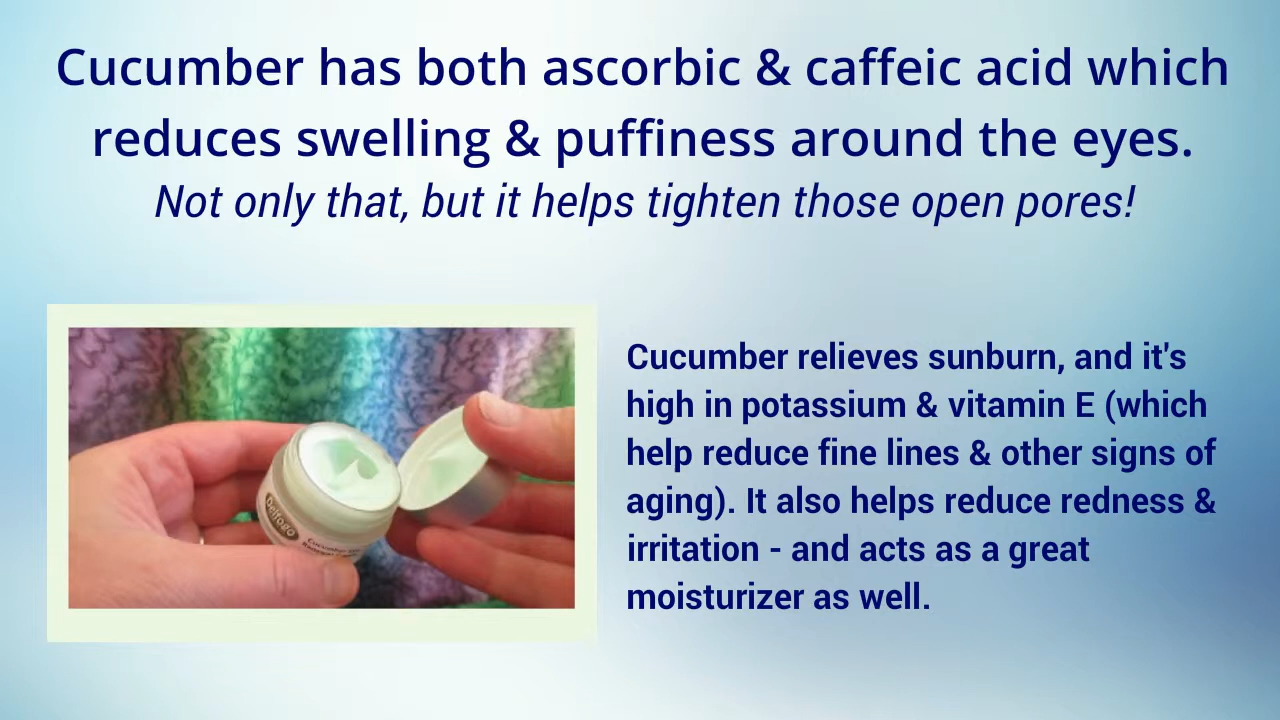 Cucumber has both ascorbic & caffeic acid which
reduces swelling & puffiness around the eyes.
Not only that, but it helps tighten those open pores!
Cucumber relieves sunburn, and it's
high in potassium & vitamin E (which
help reduce fine lines & other signs of
aging). It also helps reduce redness &
irritation - and acts as a great
moisturizer as well.
belfogo
Cucumber